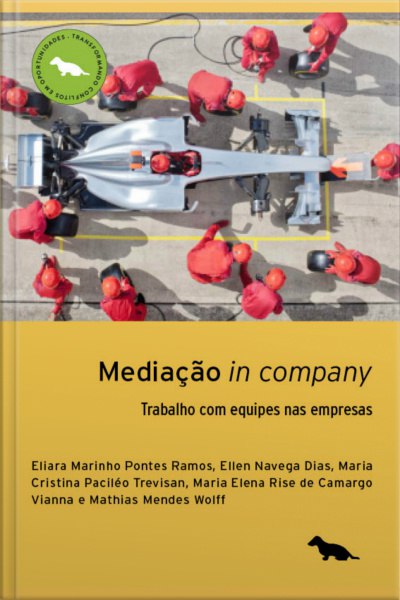 TRANSFORMANDO CONFLITOS EM OPORTUNIDADES
Mediação in company
Trabalho com equipes nas empresas
Eliara Marinho Pontes Ramos, Ellen Navega Dias, Maria
Cristina Paciléo Trevisan, Maria Elena Rise de Camargo
Vianna e Mathias Mendes Wolff